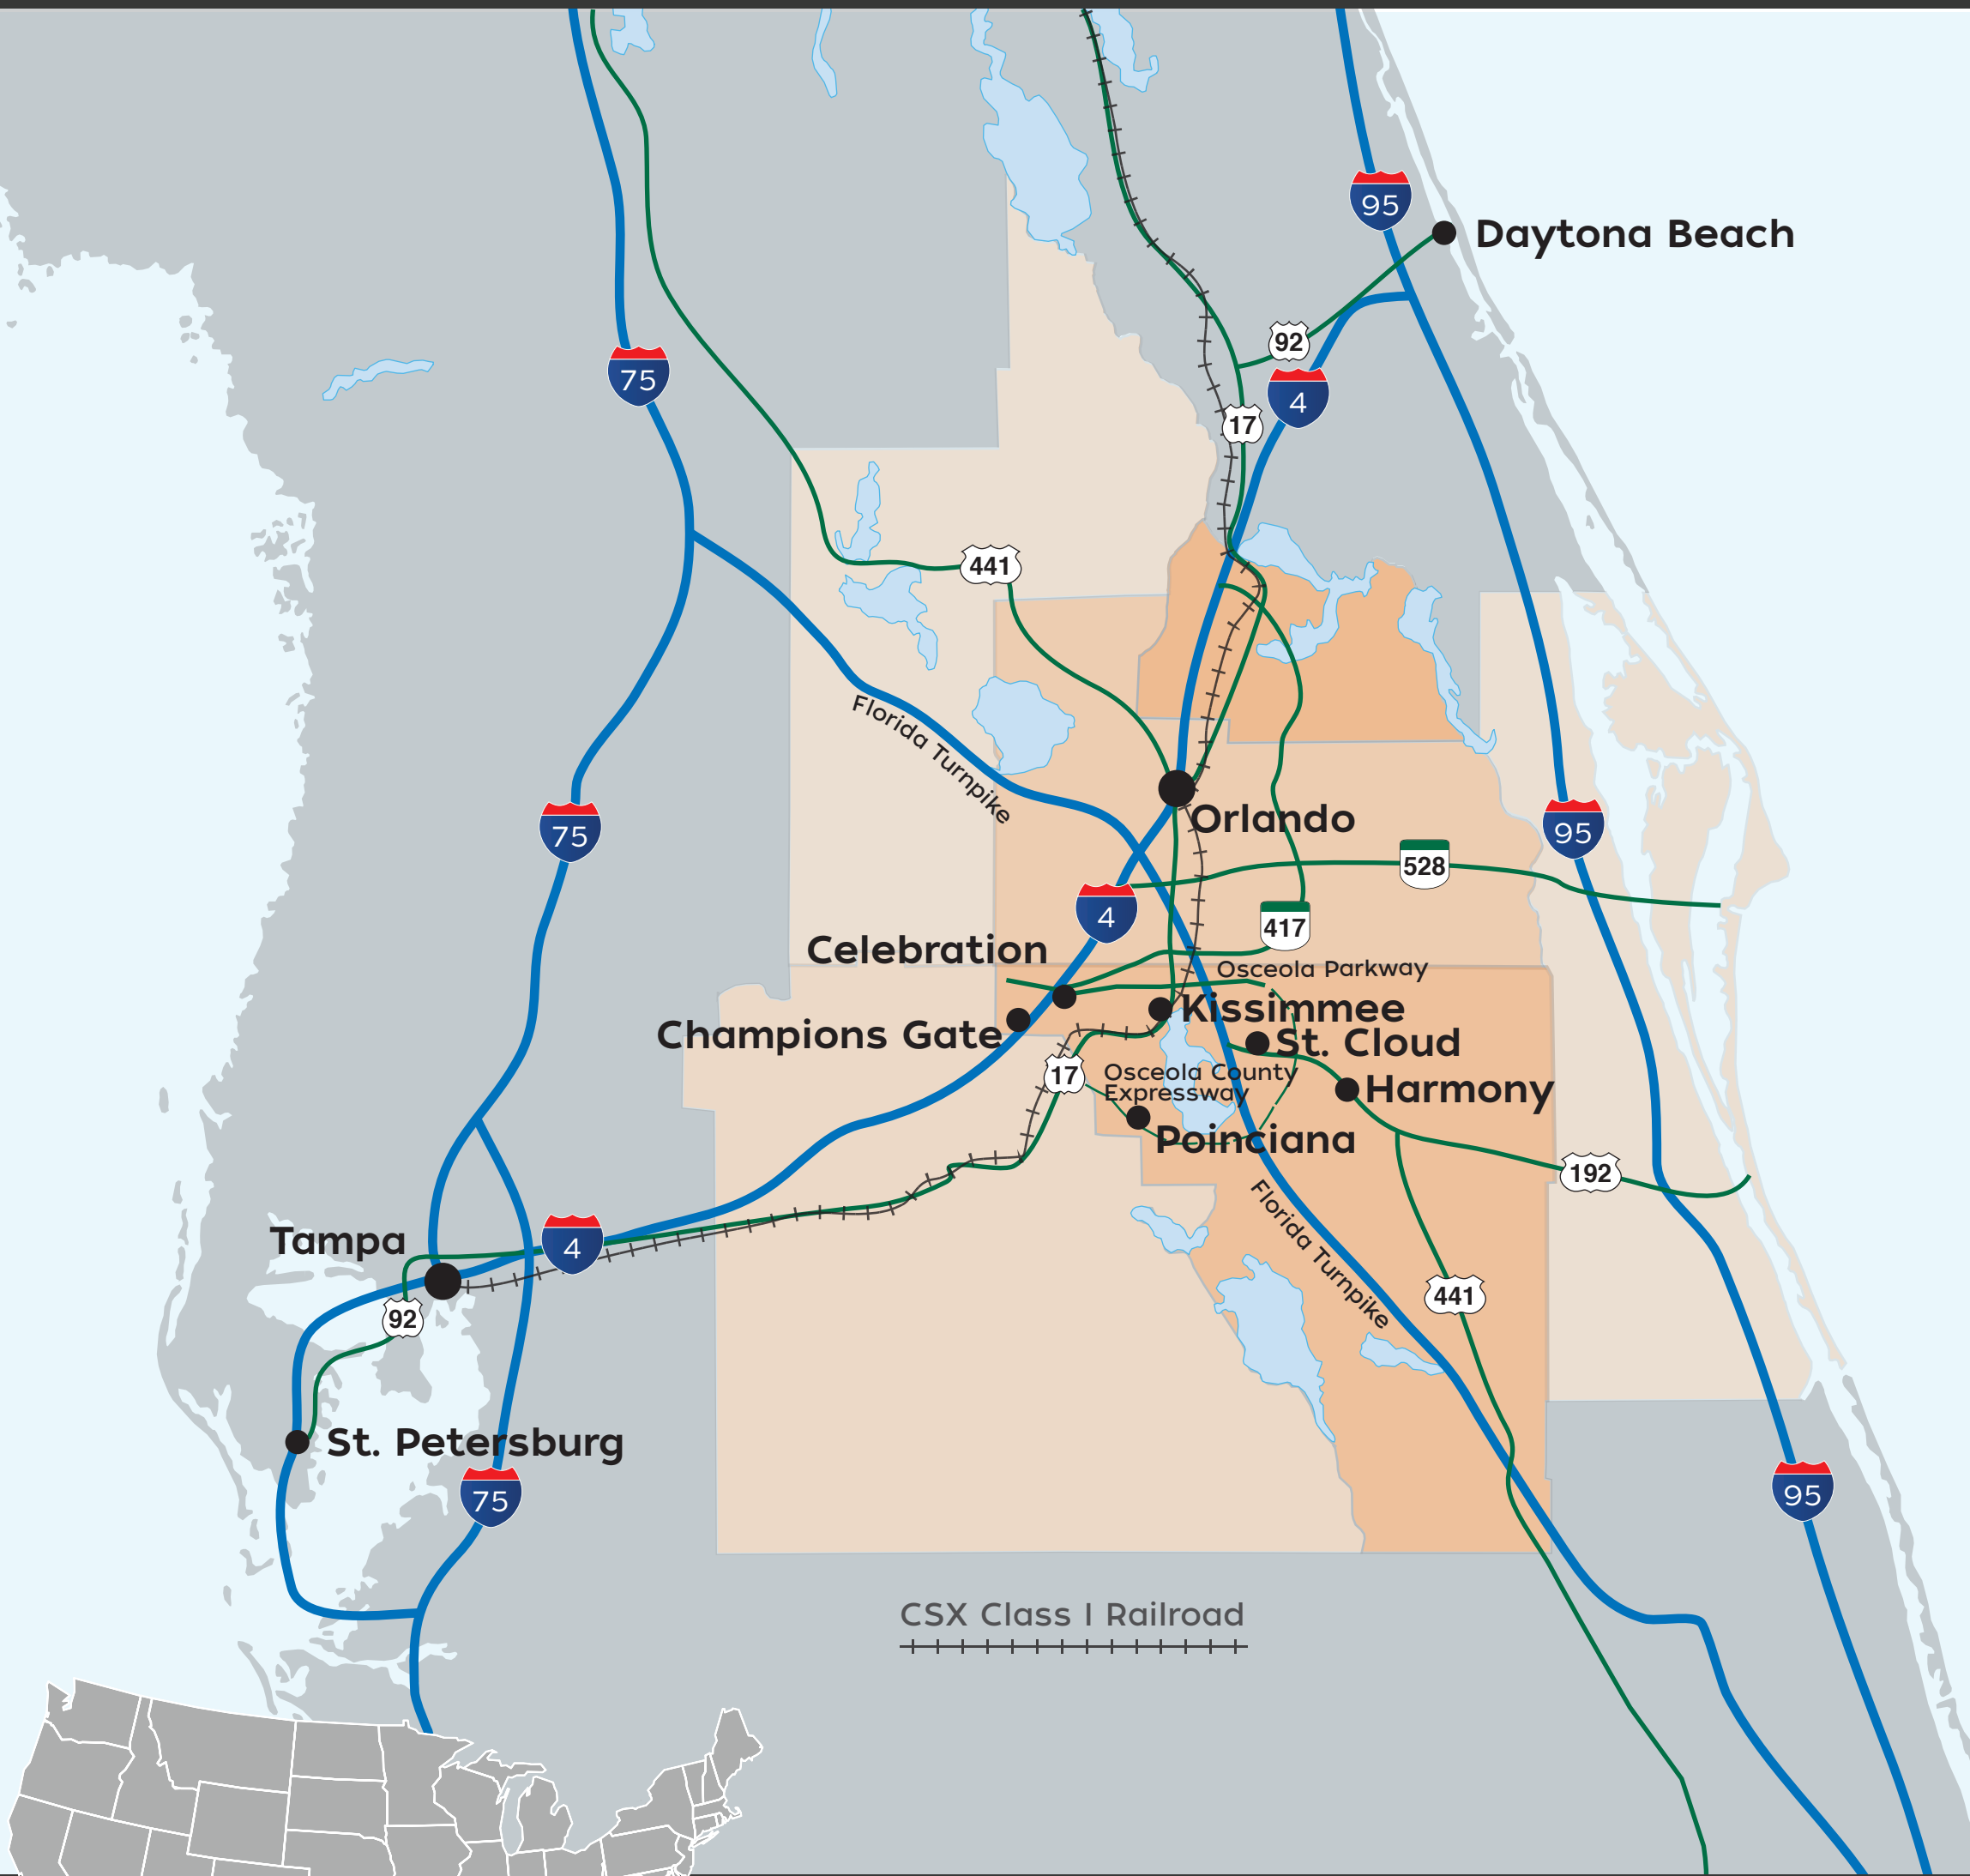 95
Daytona Beach
92
75
4
17
441
Florida Turnpike
Orlando
75
95
528
4
417
Celebration
Osceola Parkway
Kissimmee
Champions Gate
St. Cloud
17
Osceola County
Expressway
Harmony
Poinciana
192
Florida Turnpike
Tampa
4
441
92
St. Petersburg
75
95
CSX Class I Railroad